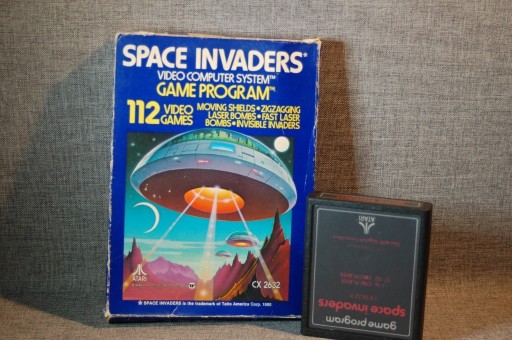 SPACE INVADERS*
VIDEO COMPUTER SYSTEM™
GAME PROGRAM™
112 VIDEO GAMES
MOVING SHIELDS • ZIGZAGGING
LASER BOMBS • FAST LASER
BOMBS • INVISIBLE INVADERS
ATARI
CX 2632
* SPACE INVADERS is the trademark of Taito America Corp. 1980
ATARI
space invaders
game program